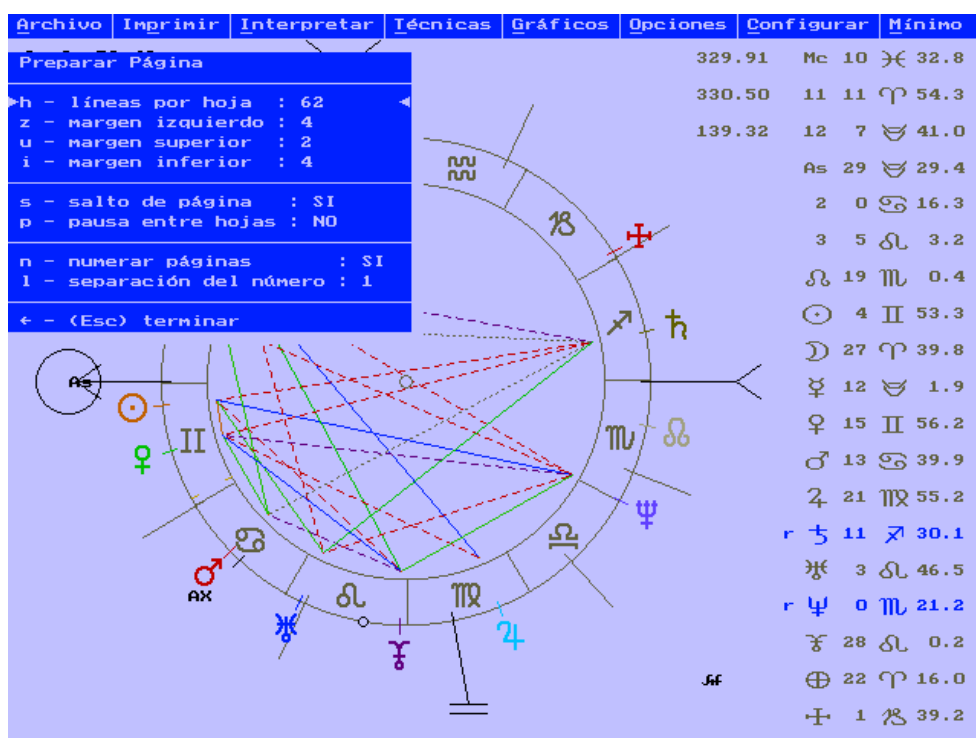 Archivo Imprimir Interpretar Técnicas Gráficos Opciones Configurar Mínimo
Preparar Página
h - líneas por hoja : 62
z - margen izquierdo : 4
u - margen superior : 2
i - margen inferior : 4
s - salto de página : SI
p - pausa entre hojas : NO
n - numerar páginas : SI
l - separación del número : 1
← - (Esc) terminar
329.91 Mc 10 ♓ 32.8
330.50 11 11 ♈ 54.3
139.32 12 7 ♉ 41.0
As 29 ♉ 29.4
2 0 ♋ 16.3
3 5 ♌ 3.2
☊ 19 ♏ 0.4
☉ 4 ♊ 53.3
☽ 27 ♈ 39.8
☿ 12 ♉ 1.9
♀ 15 ♊ 56.2
♂ 13 ♋ 39.9
♃ 21 ♍ 55.2
r ♄ 11 ♐ 30.1
♅ 3 ♌ 46.5
r ♆ 0 ♏ 21.2
28 ♌ 0.2
⊕ 22 ♈ 16.0
1 ♑ 39.2
As
AX